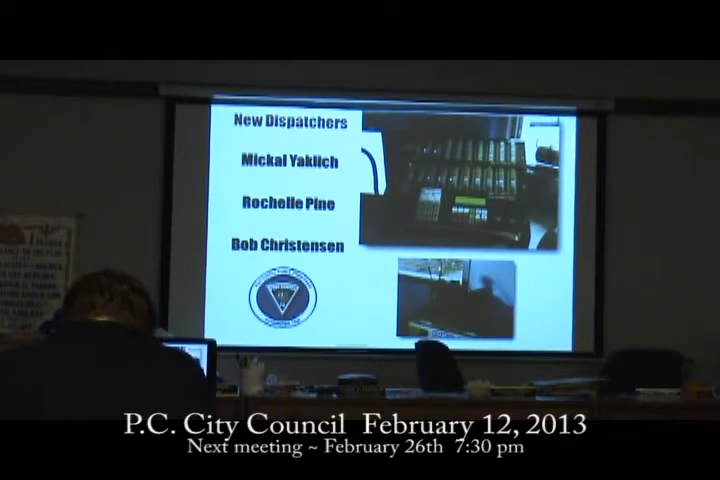 New Dispatchers
Mickal Yaklich
Rochelle Pine
Bob Christensen
P.C. City Council February 12, 2013
Next meeting ~ February 26th 7:30 pm